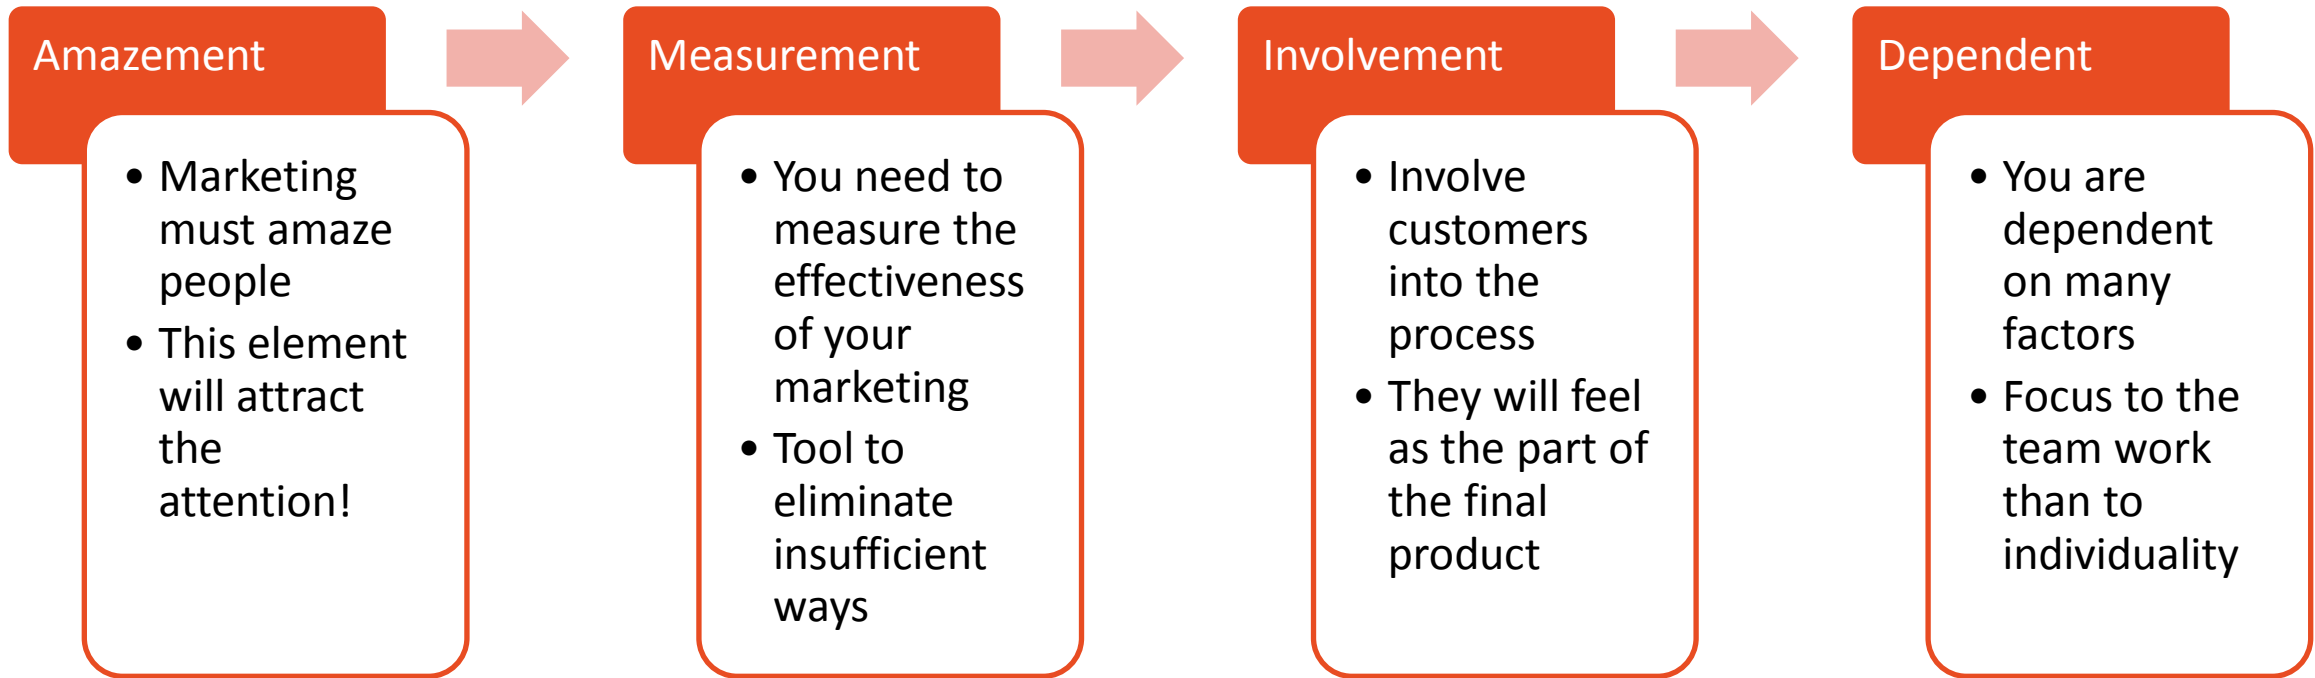 Amazement
• Marketing
must amaze
people
• This element
will attract
the
attention!
Measurement
• You need to
measure the
effectiveness
of your
marketing
• Tool to
eliminate
insufficient
ways
Involvement
• Involve
customers
into the
process
• They will feel
as the part of
the final
product
Dependent
• You are
dependent
on many
factors
• Focus to the
team work
than to
individuality